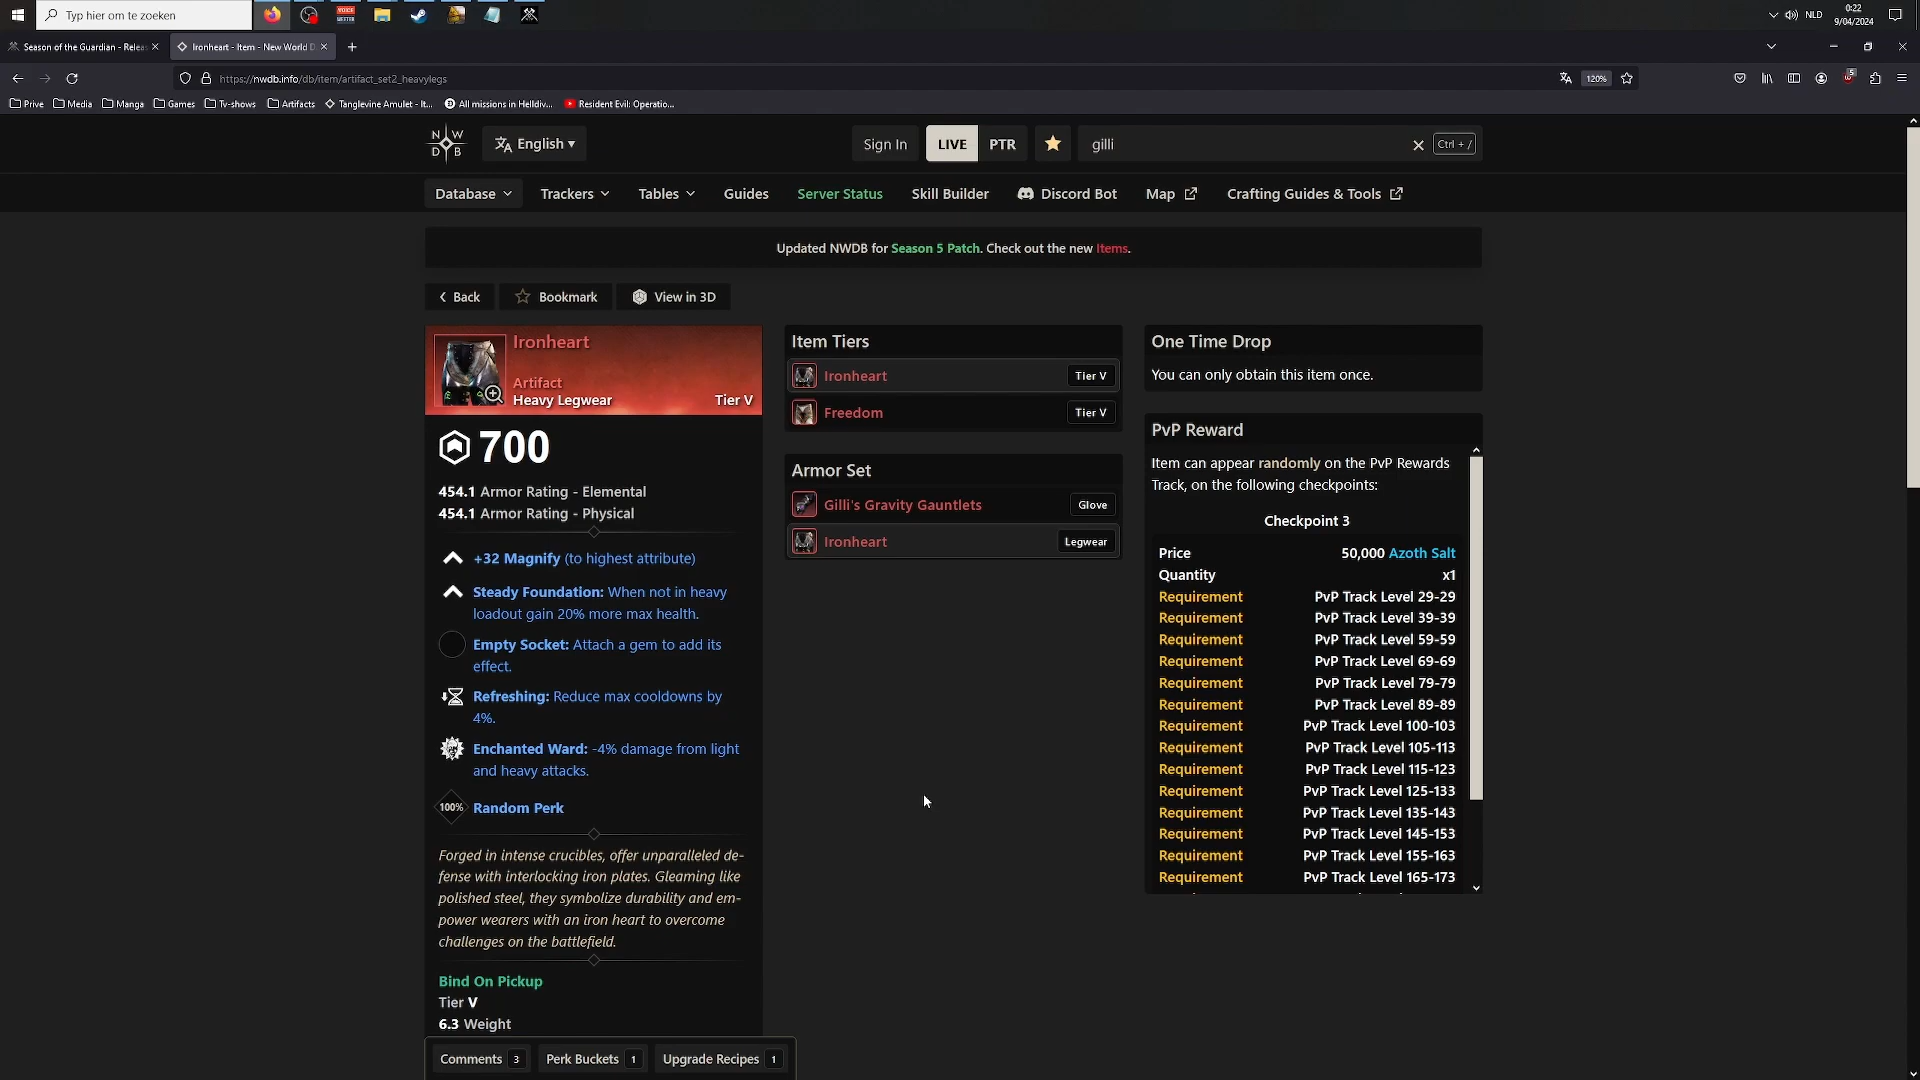 Typ hier om te zoeken
VOICE
MEETER
NLD
0:22
9/04/2024
Season of the Guardian - Relea
Ironheart - Item - New World D
https://nwdb.info/db/item/artifact_set2_heavylegs
120%
5
Prive
Media
Manga
Games
Tv-shows
Artifacts
Tanglevine Amulet - It...
All missions in Helldiv...
Resident Evil: Operatio...
N W
D B
English ▾
Sign In
LIVE
PTR
gilli
Ctrl + /
Database
Trackers
Tables
Guides
Server Status
Skill Builder
Discord Bot
Map
Crafting Guides & Tools
Updated NWDB for Season 5 Patch. Check out the new Items.
Back
Bookmark
View in 3D
Ironheart
Artifact
Heavy Legwear
Tier V
700
454.1 Armor Rating - Elemental
454.1 Armor Rating - Physical
+32 Magnify (to highest attribute)
Steady Foundation: When not in heavy
loadout gain 20% more max health.
Empty Socket: Attach a gem to add its
effect.
Refreshing: Reduce max cooldowns by
4%.
Enchanted Ward: -4% damage from light
and heavy attacks.
100%
Random Perk
Forged in intense crucibles, offer unparalleled de-
fense with interlocking iron plates. Gleaming like
polished steel, they symbolize durability and em-
power wearers with an iron heart to overcome
challenges on the battlefield.
Bind On Pickup
Tier V
6.3 Weight
Item Tiers
Ironheart
Tier V
Freedom
Tier V
Armor Set
Gilli's Gravity Gauntlets
Glove
Ironheart
Legwear
One Time Drop
You can only obtain this item once.
PvP Reward
Item can appear randomly on the PvP Rewards
Track, on the following checkpoints:
Checkpoint 3
Price 50,000 Azoth Salt
Quantity x1
Requirement PvP Track Level 29-29
Requirement PvP Track Level 39-39
Requirement PvP Track Level 59-59
Requirement PvP Track Level 69-69
Requirement PvP Track Level 79-79
Requirement PvP Track Level 89-89
Requirement PvP Track Level 100-103
Requirement PvP Track Level 105-113
Requirement PvP Track Level 115-123
Requirement PvP Track Level 125-133
Requirement PvP Track Level 135-143
Requirement PvP Track Level 145-153
Requirement PvP Track Level 155-163
Requirement PvP Track Level 165-173
Comments 3
Perk Buckets 1
Upgrade Recipes 1